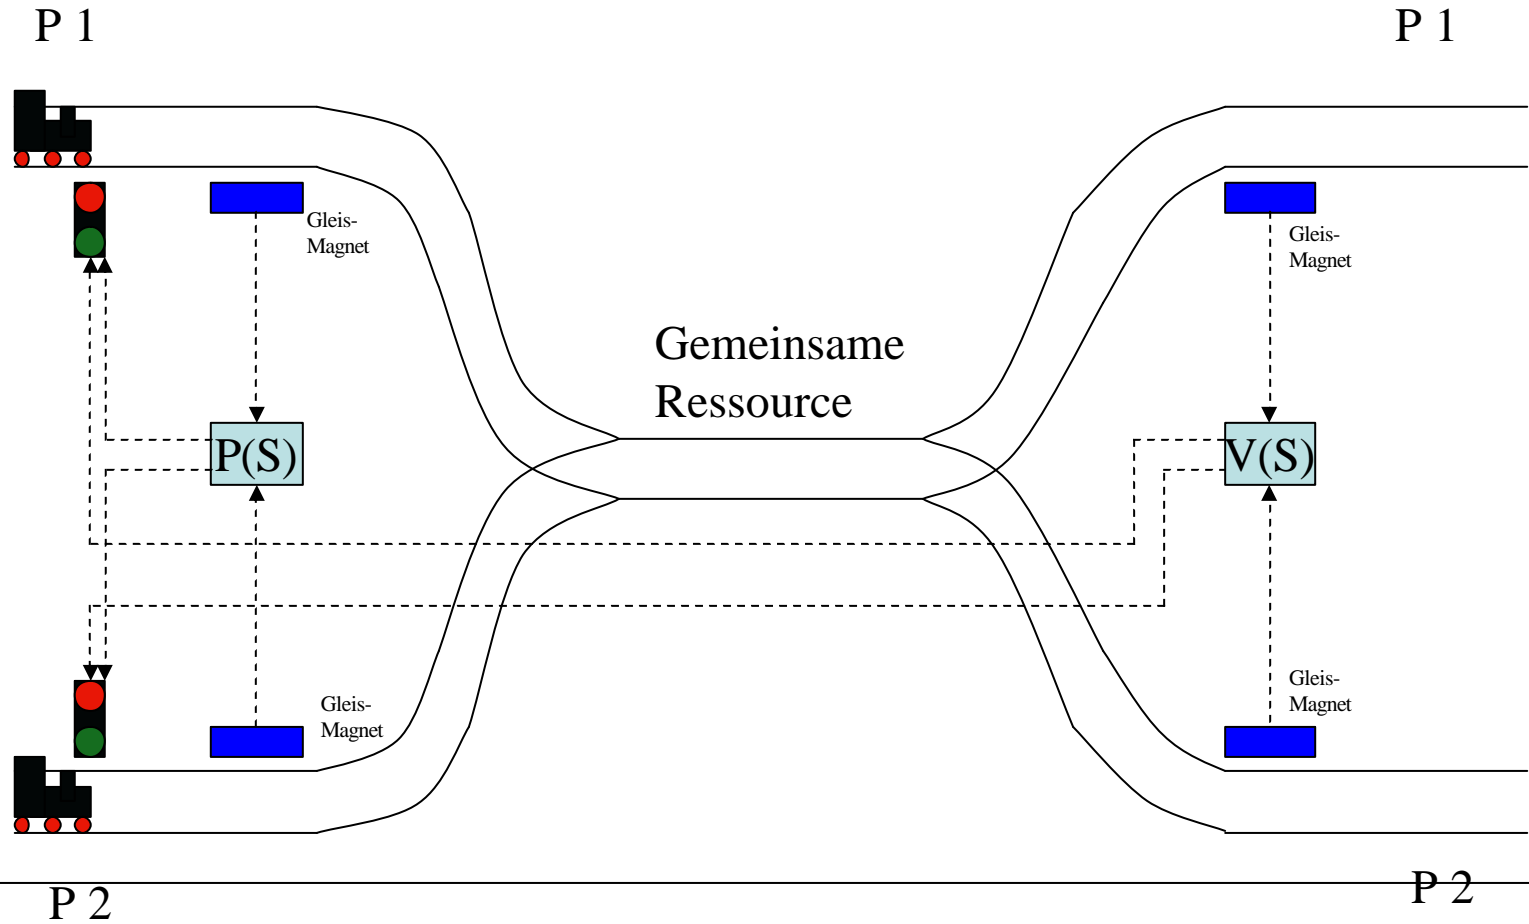 P 1
P 1
Gleis-
Magnet
Gleis-
Magnet
Gemeinsame
Ressource
P(S)
V(S)
Gleis-
Magnet
Gleis-
Magnet
P 2
P 2